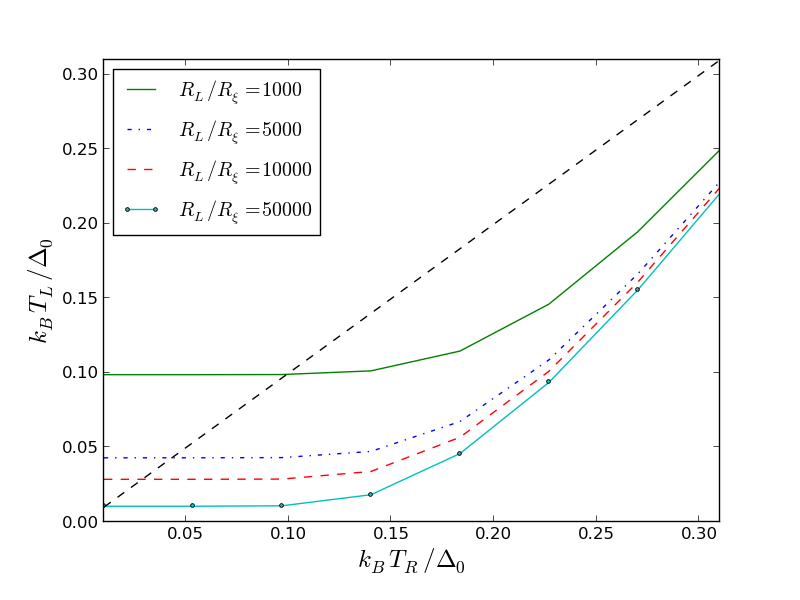 0.30
0.25
0.20
0.15
0.10
0.05
0.00
k_B T_L / Δ_0
R_L / R_ξ = 1000
R_L / R_ξ = 5000
R_L / R_ξ = 10000
R_L / R_ξ = 50000
0.05 0.10 0.15 0.20 0.25 0.30
k_B T_R / Δ_0